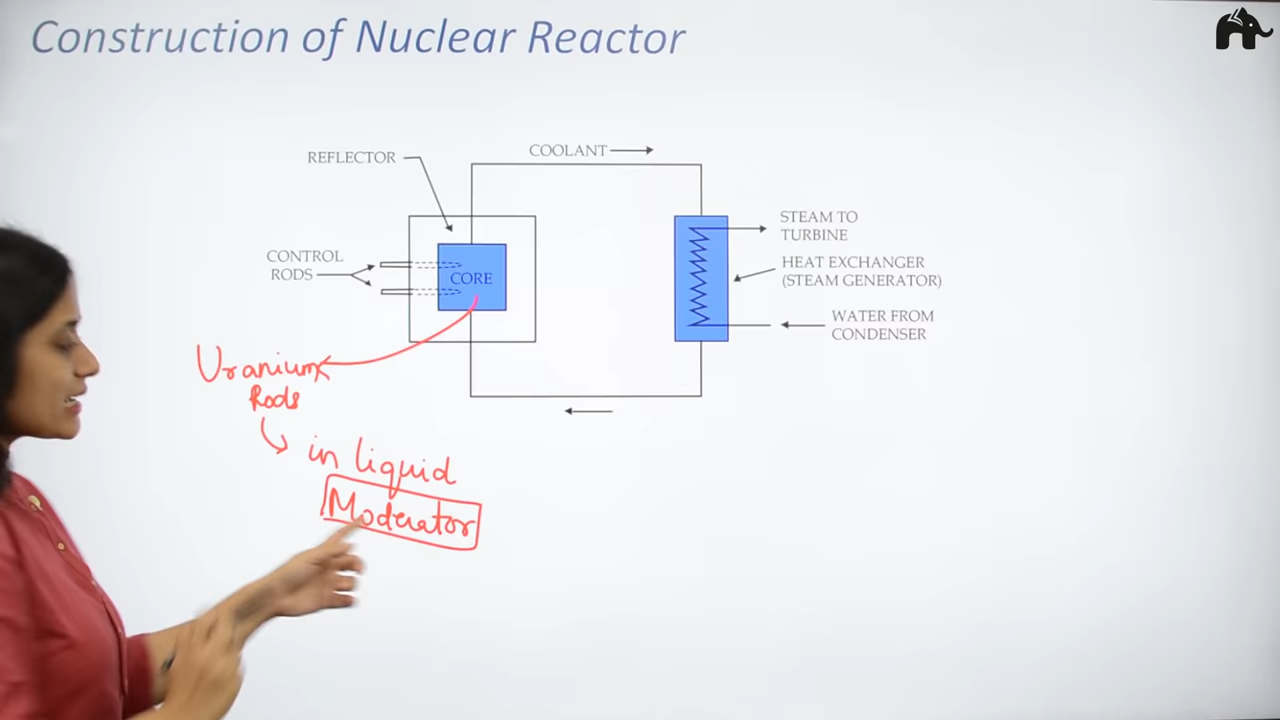 Construction of Nuclear Reactor
REFLECTOR
COOLANT
CONTROL
RODS
CORE
STEAM TO
TURBINE
HEAT EXCHANGER
(STEAM GENERATOR)
WATER FROM
CONDENSER
Uranium
Rods
in liquid
Moderator